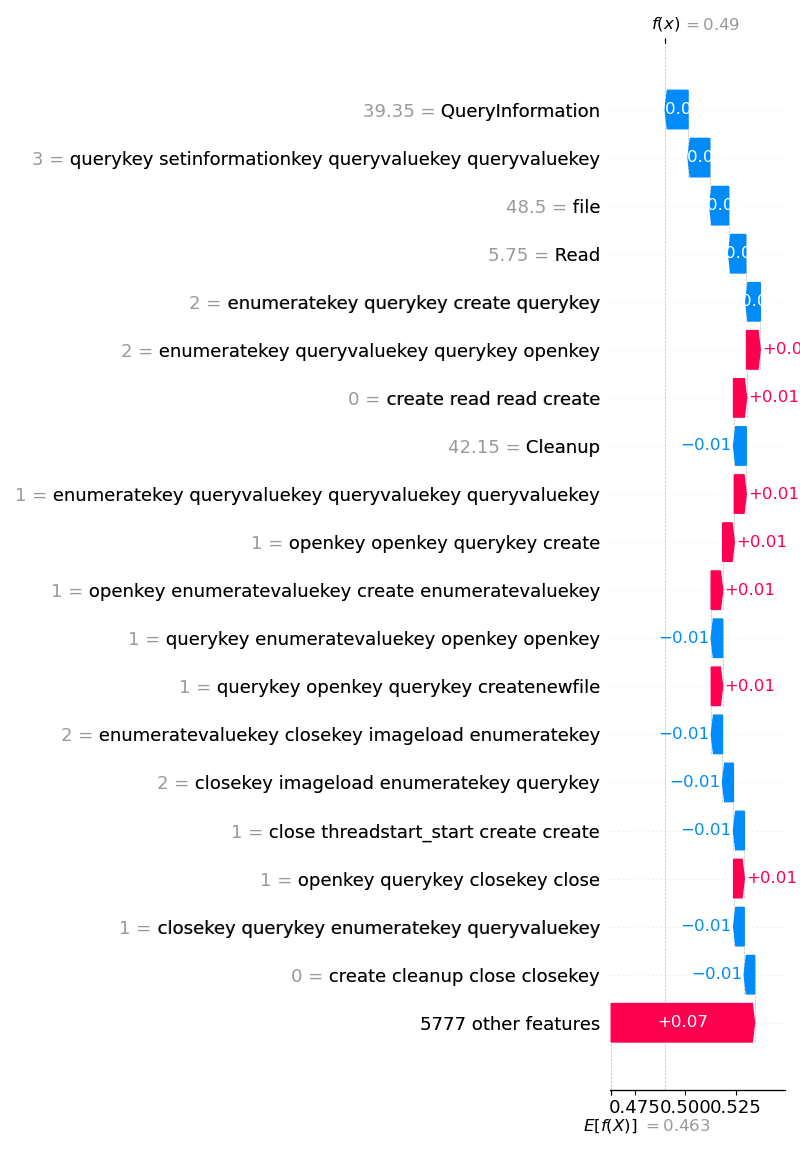 f(x) = 0.49
39.35 = QueryInformation
3 = querykey setinformationkey queryvaluekey queryvaluekey
48.5 = file
5.75 = Read
2 = enumeratekey querykey create querykey
2 = enumeratekey queryvaluekey querykey openkey +0.0
0 = create read read create +0.01
42.15 = Cleanup −0.01
1 = enumeratekey queryvaluekey queryvaluekey queryvaluekey +0.01
1 = openkey openkey querykey create +0.01
1 = openkey enumeratevaluekey create enumeratevaluekey +0.01
1 = querykey enumeratevaluekey openkey openkey −0.01
1 = querykey openkey querykey createnewfile +0.01
2 = enumeratevaluekey closekey imageload enumeratekey −0.01
2 = closekey imageload enumeratekey querykey −0.01
1 = close threadstart_start create create −0.01
1 = openkey querykey closekey close +0.01
1 = closekey querykey enumeratekey queryvaluekey −0.01
0 = create cleanup close closekey −0.01
5777 other features +0.07
0.475 0.500 0.525
E[f(X)] = 0.463